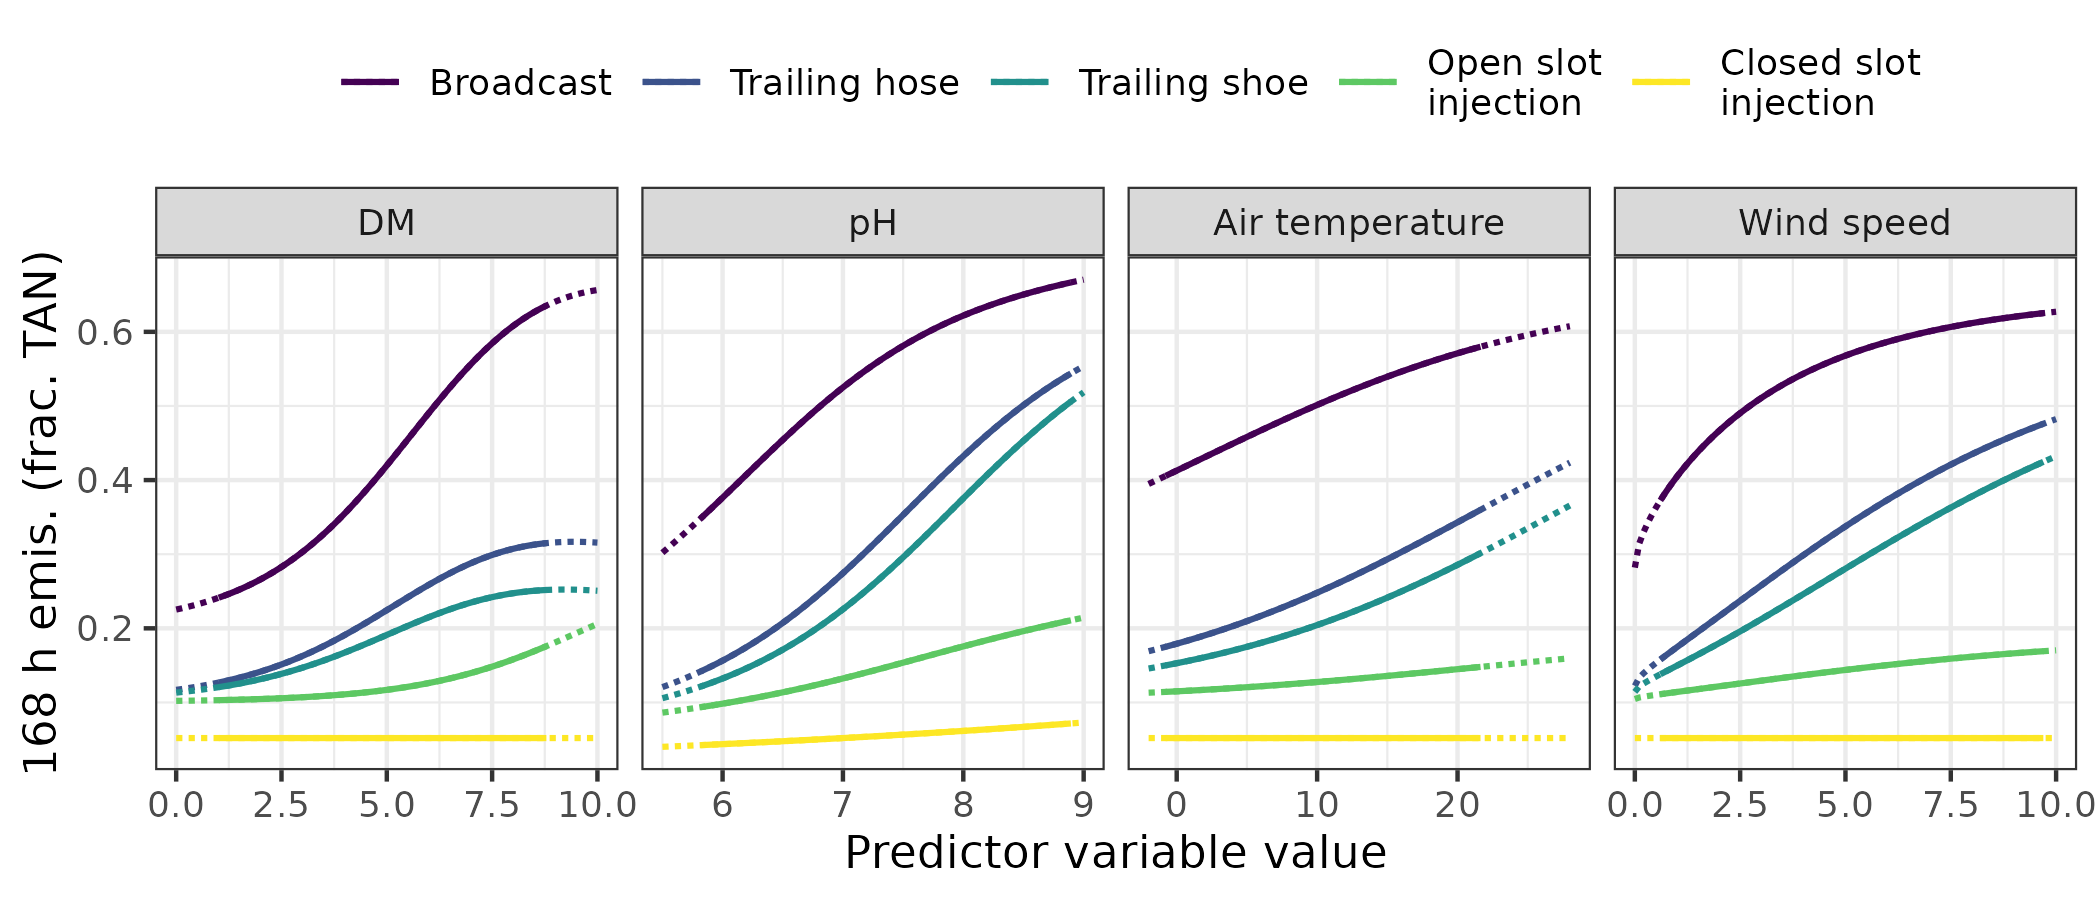 Broadcast
Trailing hose
Trailing shoe
Open slot
injection
Closed slot
injection
DM
pH
Air temperature
Wind speed
168 h emis. (frac. TAN)
0.6
0.4
0.2
0.0 2.5 5.0 7.5 10.0
6 7 8 9
0 10 20
0.0 2.5 5.0 7.5 10.0
Predictor variable value